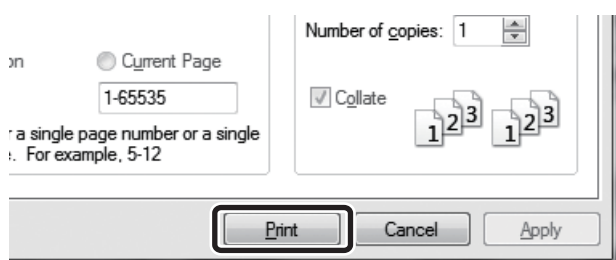 Number of copies: 1
on Current Page
1-65535
Collate
1 2 3 1 2 3
r a single page number or a single
. For example, 5-12
Print Cancel Apply